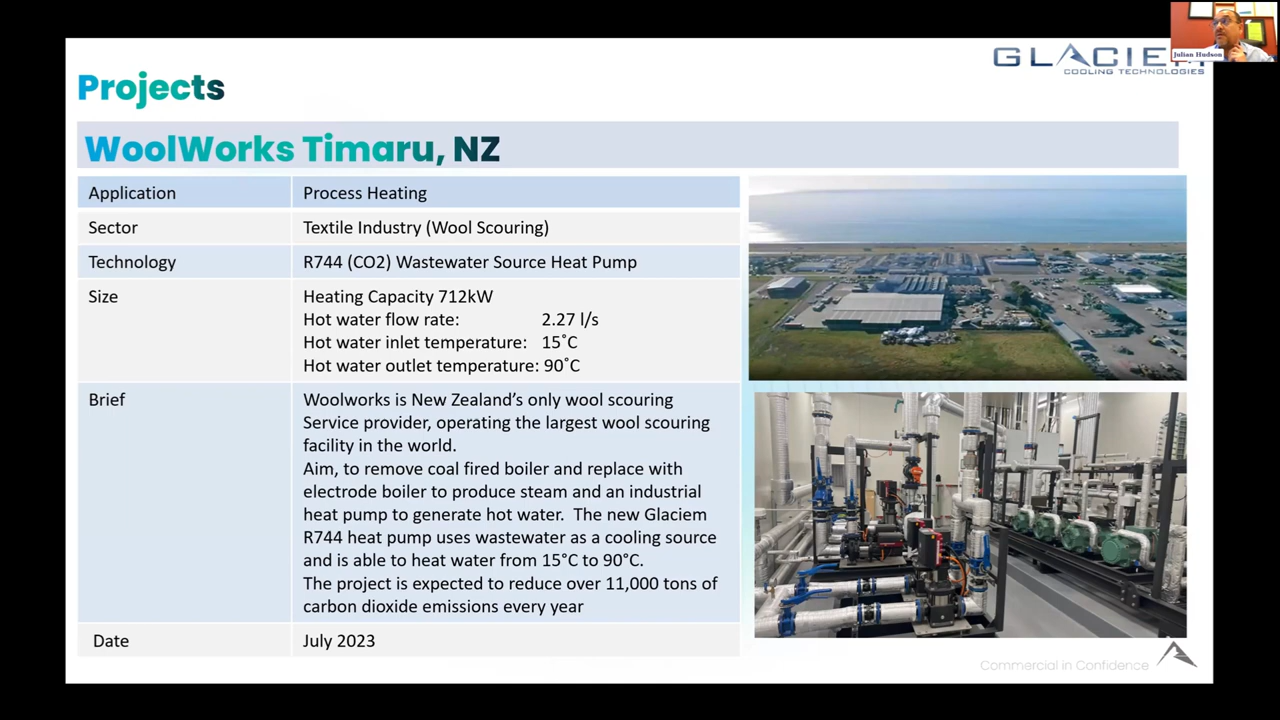 Julian Hudson
GLACIEM
COOLING TECHNOLOGIES
Projects
WoolWorks Timaru, NZ
Application Process Heating
Sector Textile Industry (Wool Scouring)
Technology R744 (CO2) Wastewater Source Heat Pump
Size Heating Capacity 712kW
Hot water flow rate: 2.27 l/s
Hot water inlet temperature: 15˚C
Hot water outlet temperature: 90˚C
Brief Woolworks is New Zealand’s only wool scouring
Service provider, operating the largest wool scouring
facility in the world.
Aim, to remove coal fired boiler and replace with
electrode boiler to produce steam and an industrial
heat pump to generate hot water. The new Glaciem
R744 heat pump uses wastewater as a cooling source
and is able to heat water from 15°C to 90°C.
The project is expected to reduce over 11,000 tons of
carbon dioxide emissions every year
Date July 2023
Commercial in Confidence